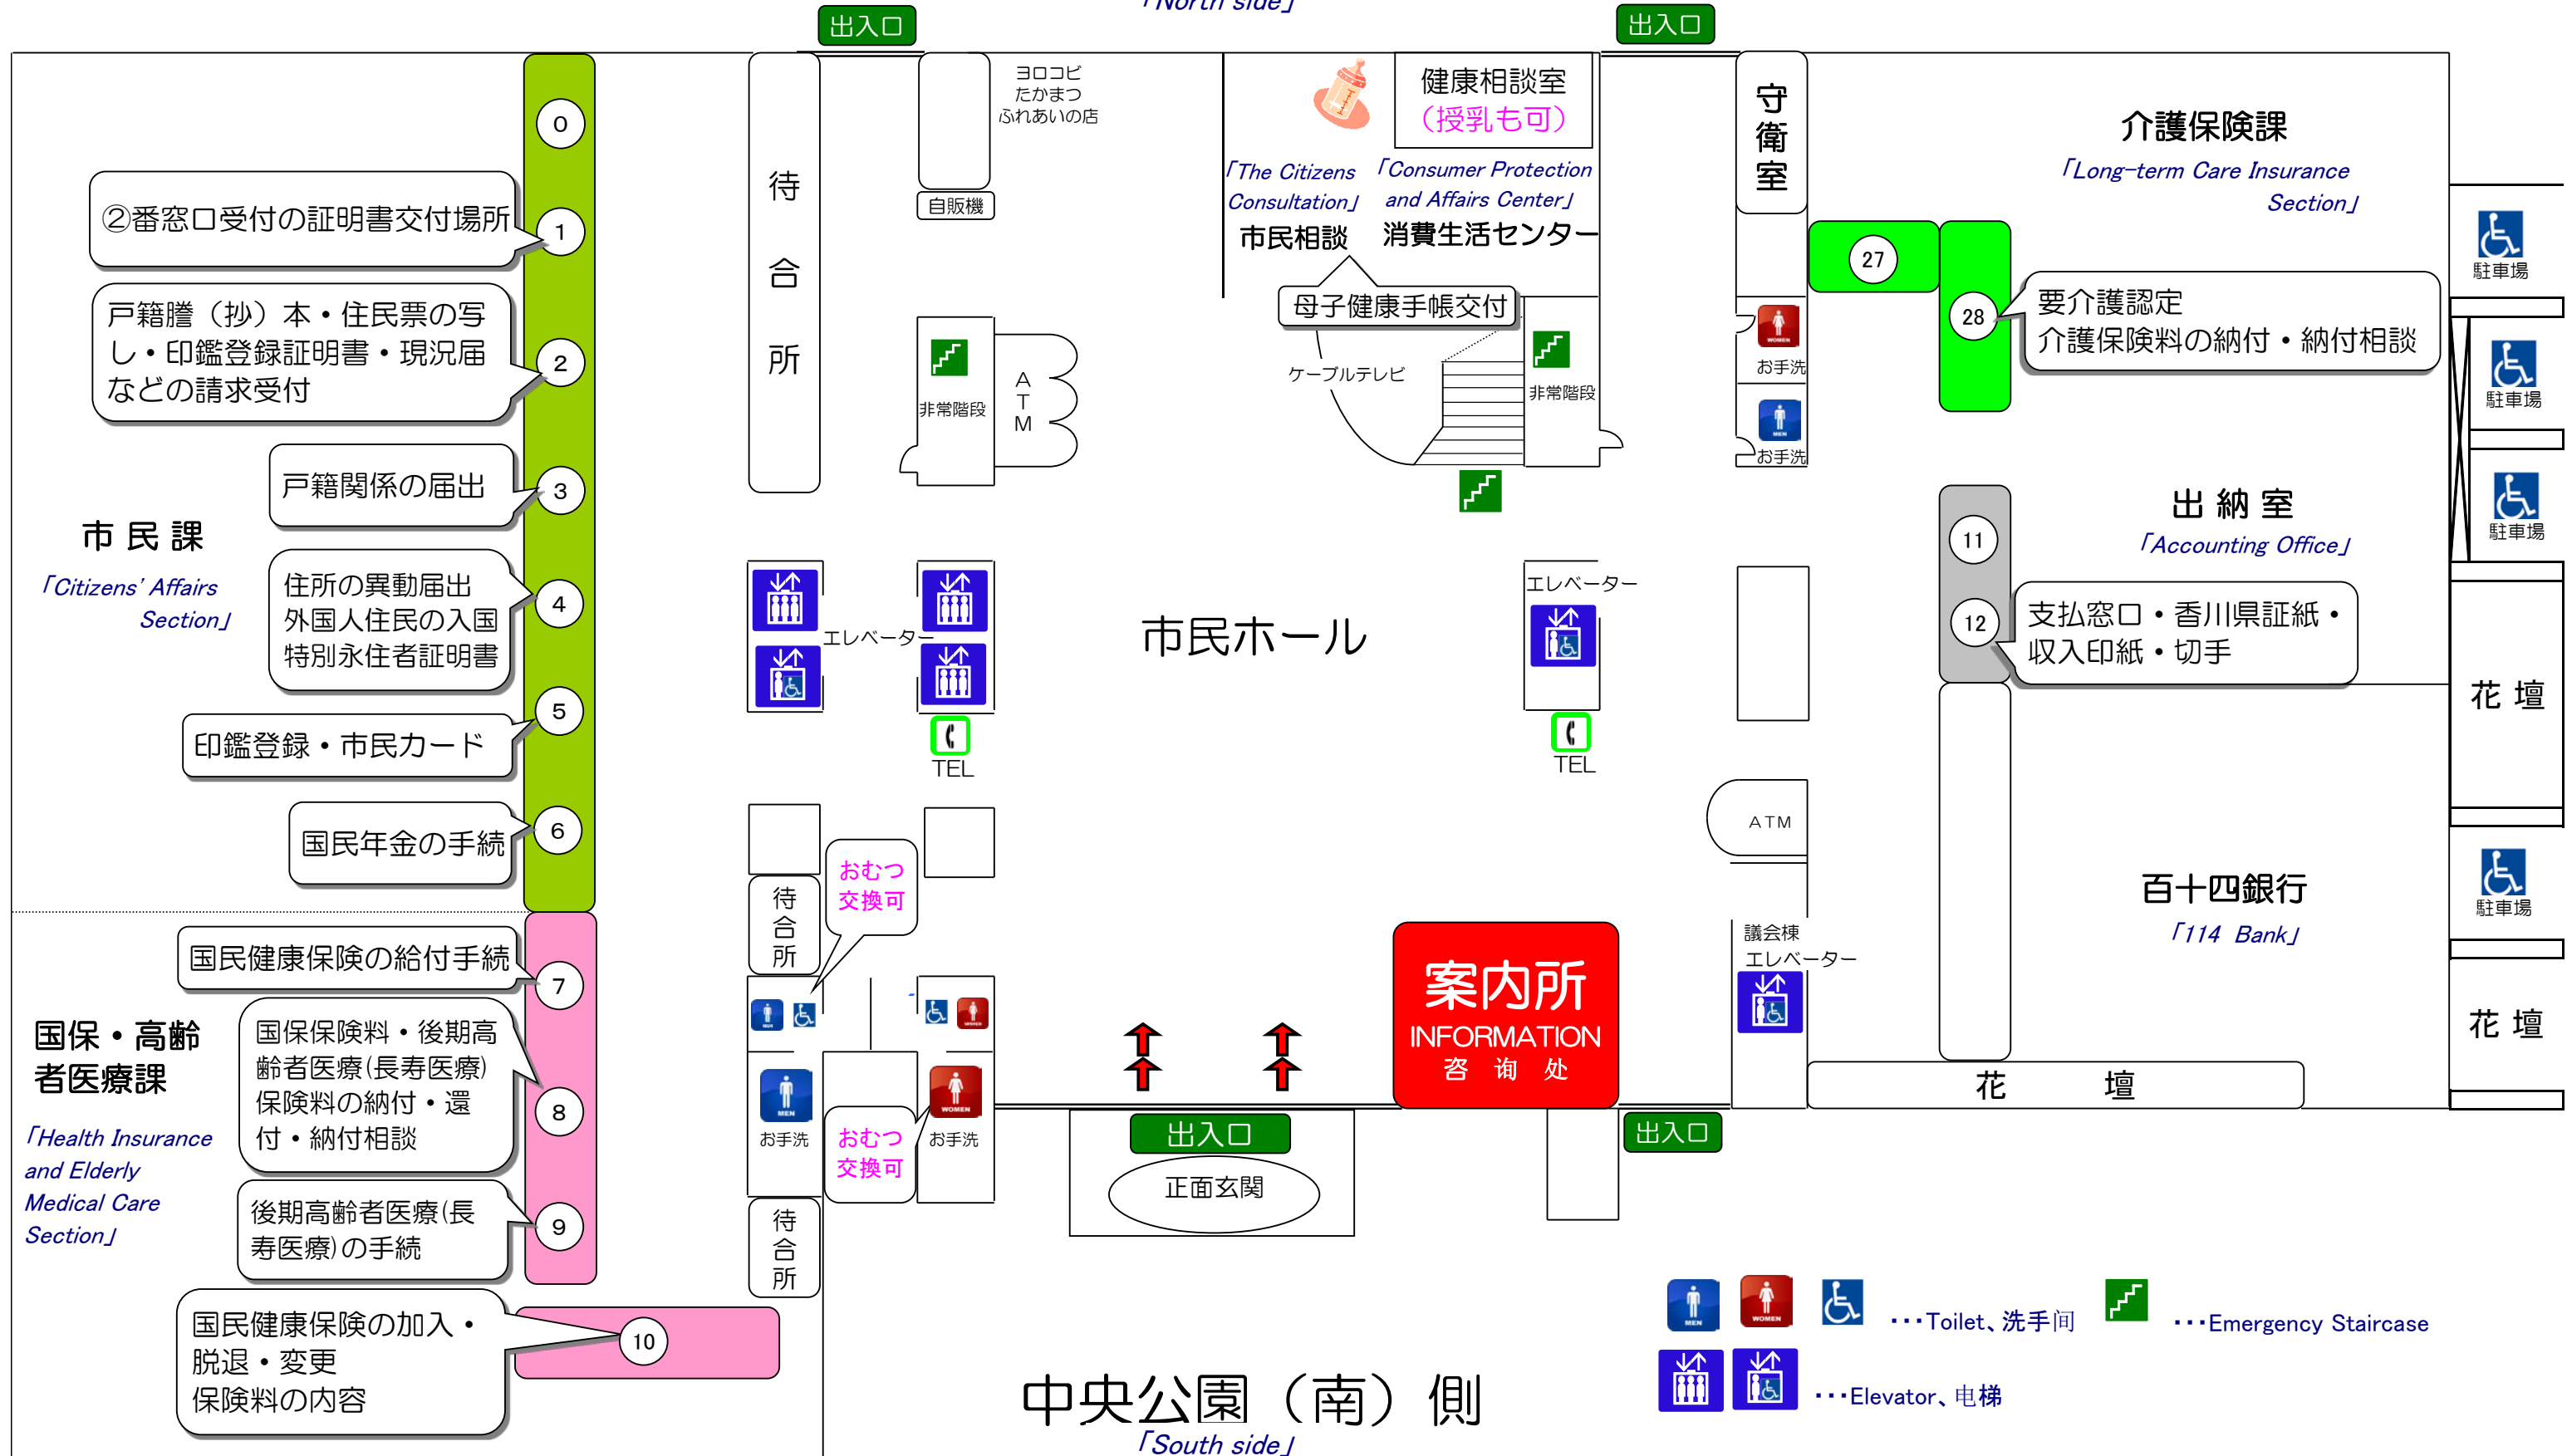 「North side」
出入口
出入口
0
②番窓口受付の証明書交付場所
1
戸籍謄（抄）本・住民票の写
し・印鑑登録証明書・現況届
などの請求受付
2
戸籍関係の届出
3
市民課
「Citizens' Affairs
Section」
住所の異動届出
外国人住民の入国
特別永住者証明書
4
5
印鑑登録・市民カード
国民年金の手続
6
国民健康保険の給付手続
7
国保・高齢
者医療課
「Health Insurance
and Elderly
Medical Care
Section」
国保保険料・後期高
齢者医療(長寿医療)
保険料の納付・還
付・納付相談
8
後期高齢者医療(長
寿医療)の手続
9
国民健康保険の加入・
脱退・変更
保険料の内容
10
待合所
ヨロコビ
たかまつ
ふれあいの店
自販機
非常階段
ATM
エレベーター
TEL
待合所
おむつ
交換可
MEN
WOMEN
MEN
お手洗
おむつ
交換可
WOMEN
お手洗
待合所
健康相談室
（授乳も可）
「The Citizens
Consultation」
「Consumer Protection
and Affairs Center」
市民相談
消費生活センター
母子健康手帳交付
ケーブルテレビ
非常階段
市民ホール
エレベーター
TEL
案内所
INFORMATION
咨询处
出入口
正面玄関
出入口
守衛室
WOMEN
お手洗
MEN
お手洗
ATM
議会棟
エレベーター
介護保険課
「Long-term Care Insurance
Section」
27
28
要介護認定
介護保険料の納付・納付相談
出納室
「Accounting Office」
11
12
支払窓口・香川県証紙・
収入印紙・切手
百十四銀行
「114 Bank」
花壇
駐車場
駐車場
駐車場
花壇
駐車場
花壇
MEN
WOMEN
・・・Toilet、洗手间
・・・Emergency Staircase
・・・Elevator、电梯
中央公園（南）側
「South side」